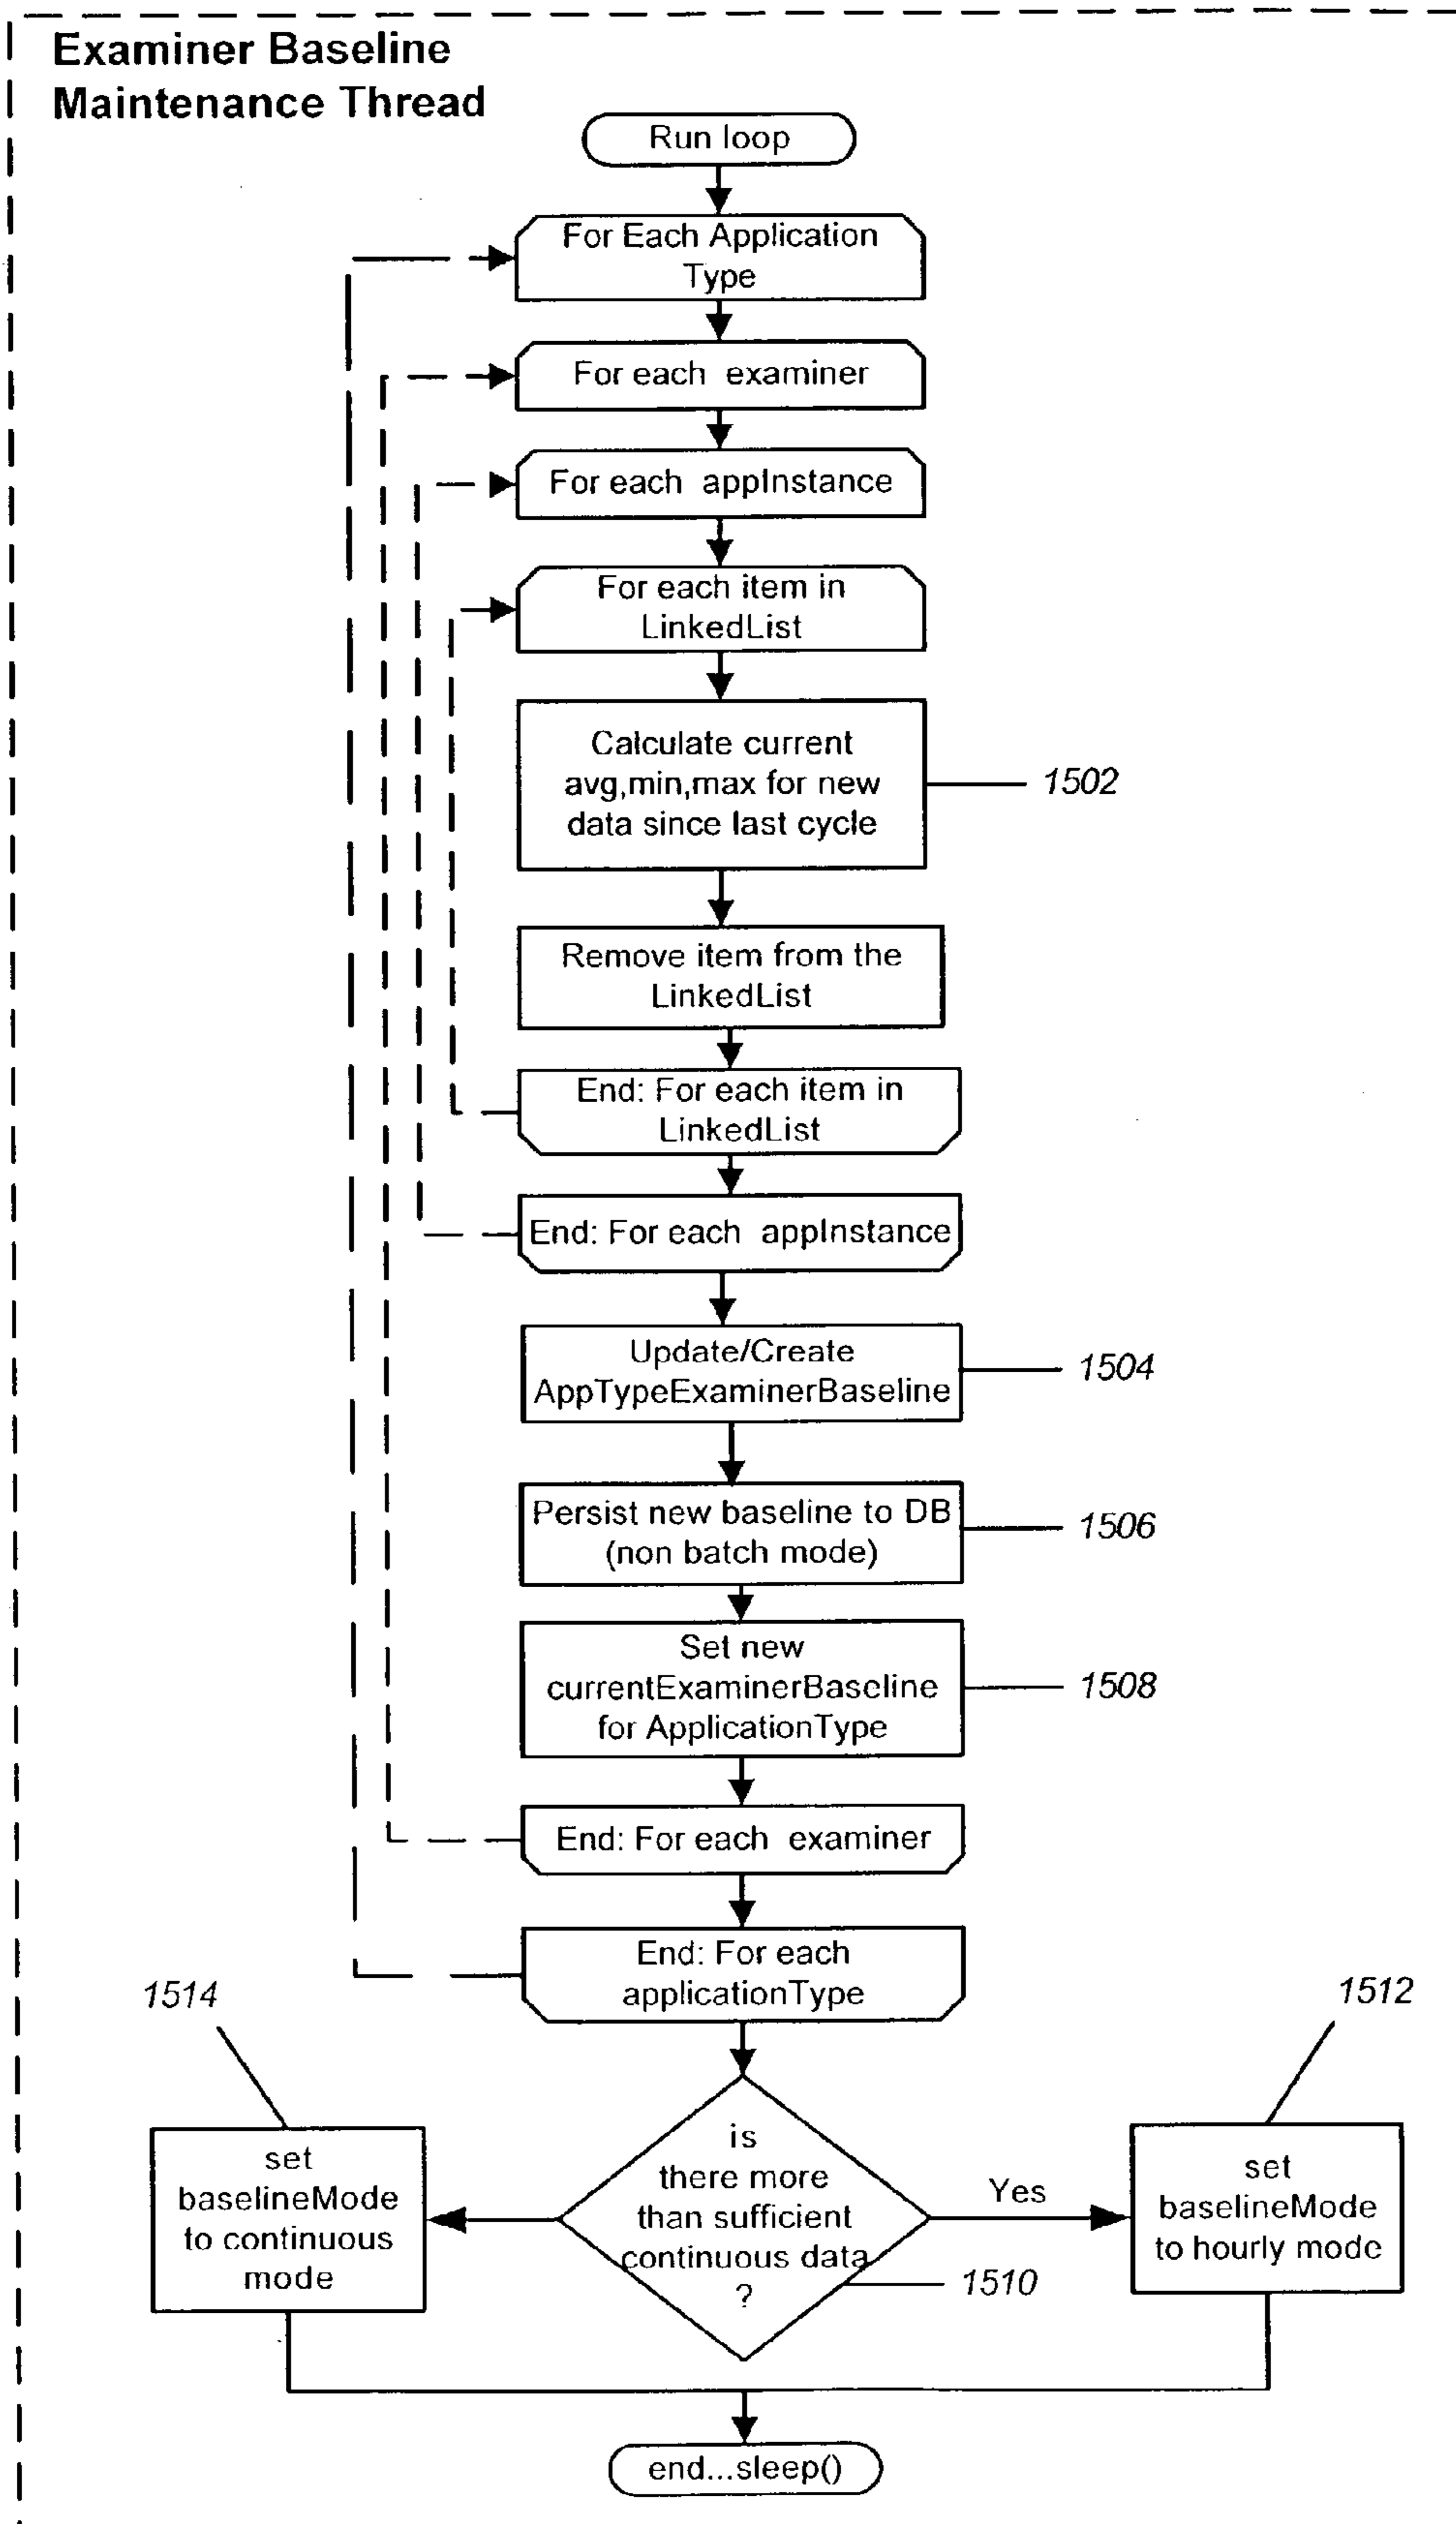 Examiner Baseline
Maintenance Thread
Run loop
For Each Application
Type
For each examiner
For each appInstance
For each item in
LinkedList
Calculate current
avg,min,max for new
data since last cycle
1502
Remove item from the
LinkedList
End: For each item in
LinkedList
End: For each appInstance
Update/Create
AppTypeExaminerBaseline
1504
Persist new baseline to DB
(non batch mode)
1506
Set new
currentExaminerBaseline
for ApplicationType
1508
End: For each examiner
End: For each
applicationType
1514
1512
set
baselineMode
to continuous
mode
is
there more
than sufficient
continuous data
?
Yes
1510
set
baselineMode
to hourly mode
end...sleep()